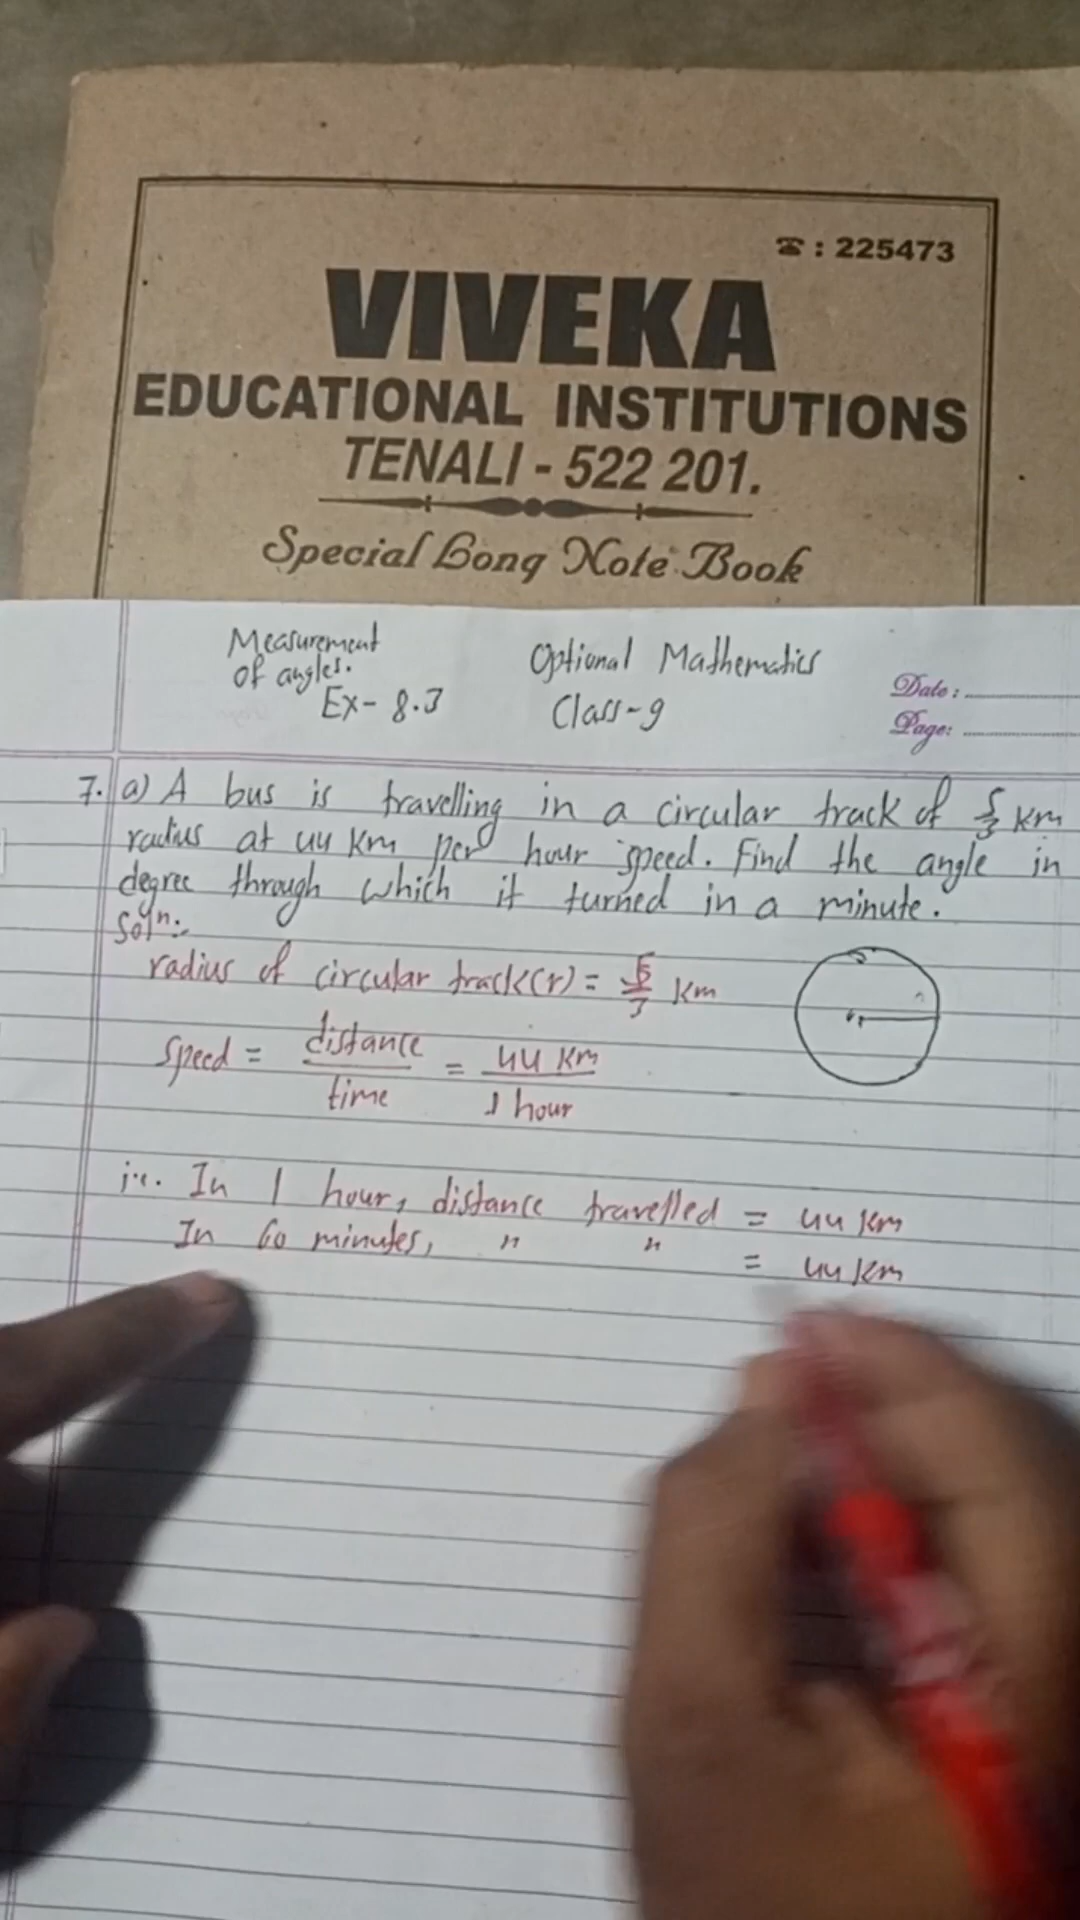 ☎ : 225473
VIVEKA
EDUCATIONAL INSTITUTIONS
TENALI - 522 201.
Special Long Note Book
Measurement of angles.
Optional Mathematics
Ex- 8.3
Class-9
Date:
Page:
7. a) A bus is travelling in a circular track of 5/3 km
radius at 44 km per hour speed. Find the angle in
degree through which it turned in a minute.
Solⁿ:
radius of circular track(r) = 5/3 km
Speed = distance/time = 44 km/1 hour
i.e. In 1 hour, distance travelled = 44 km
In 60 minutes, " " = 44 km